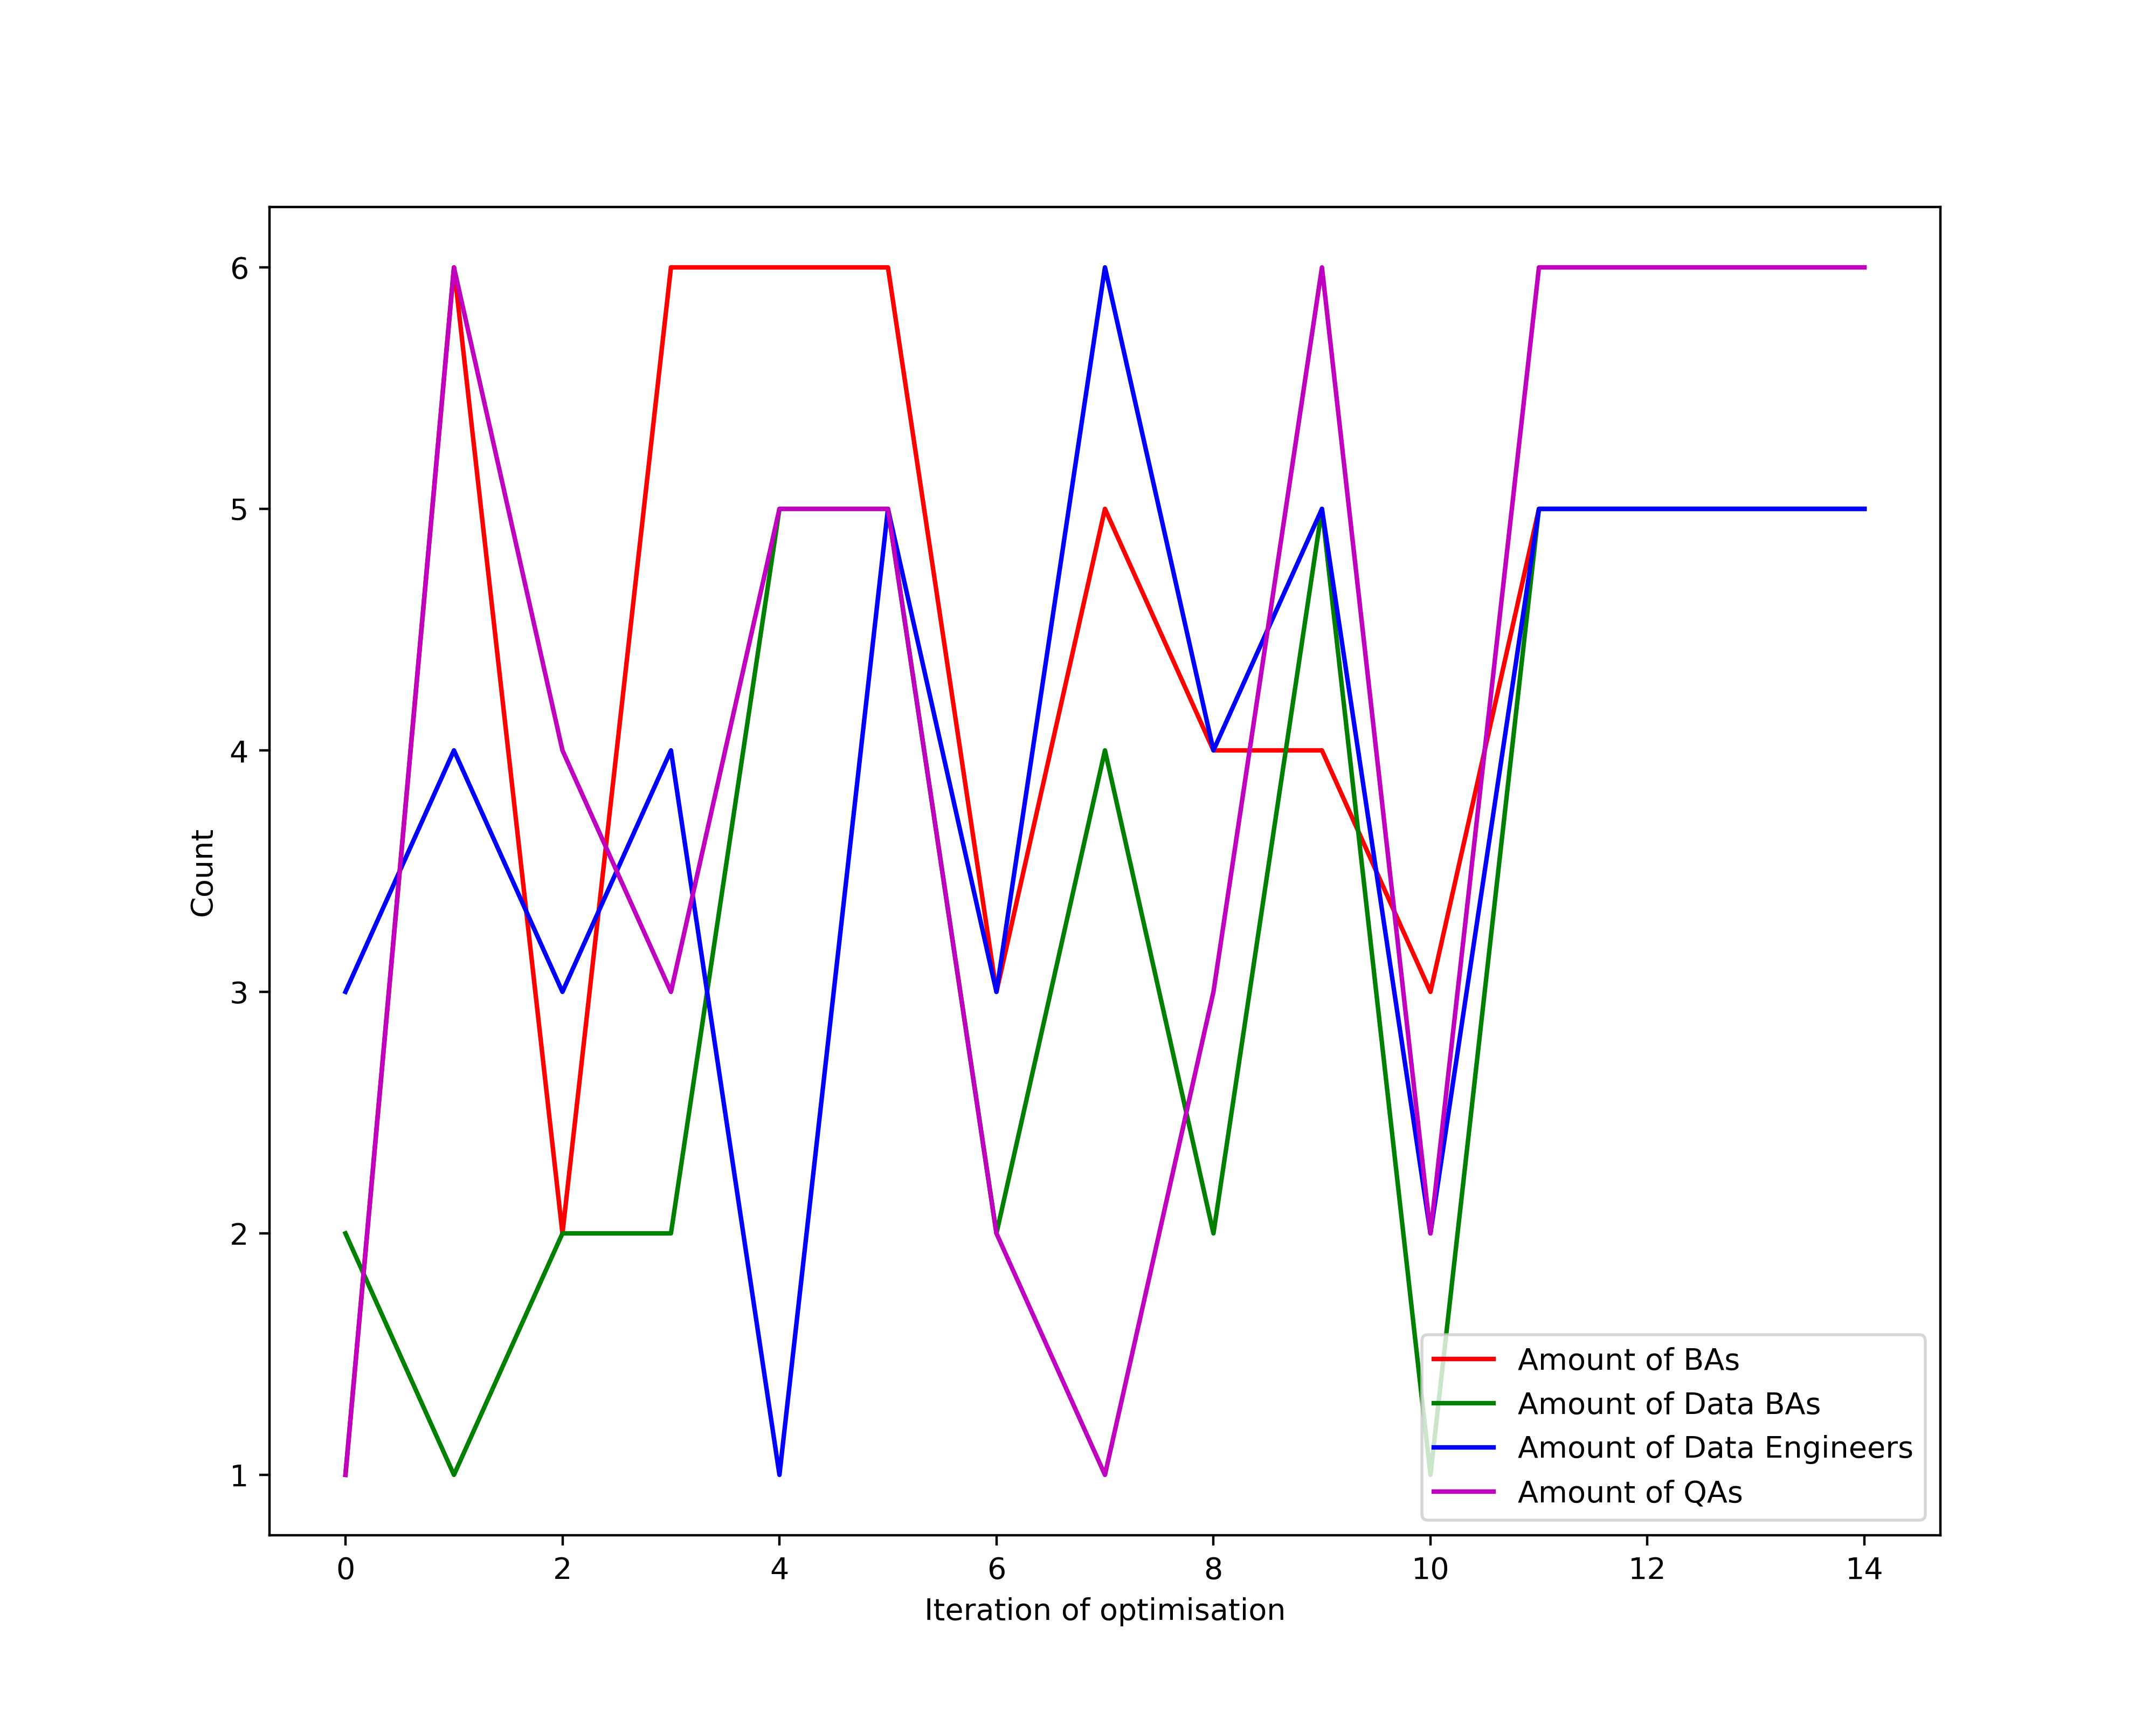 6
5
4
3
2
1
Count
0 2 4 6 8 10 12 14
Iteration of optimisation
Amount of BAs
Amount of Data BAs
Amount of Data Engineers
Amount of QAs